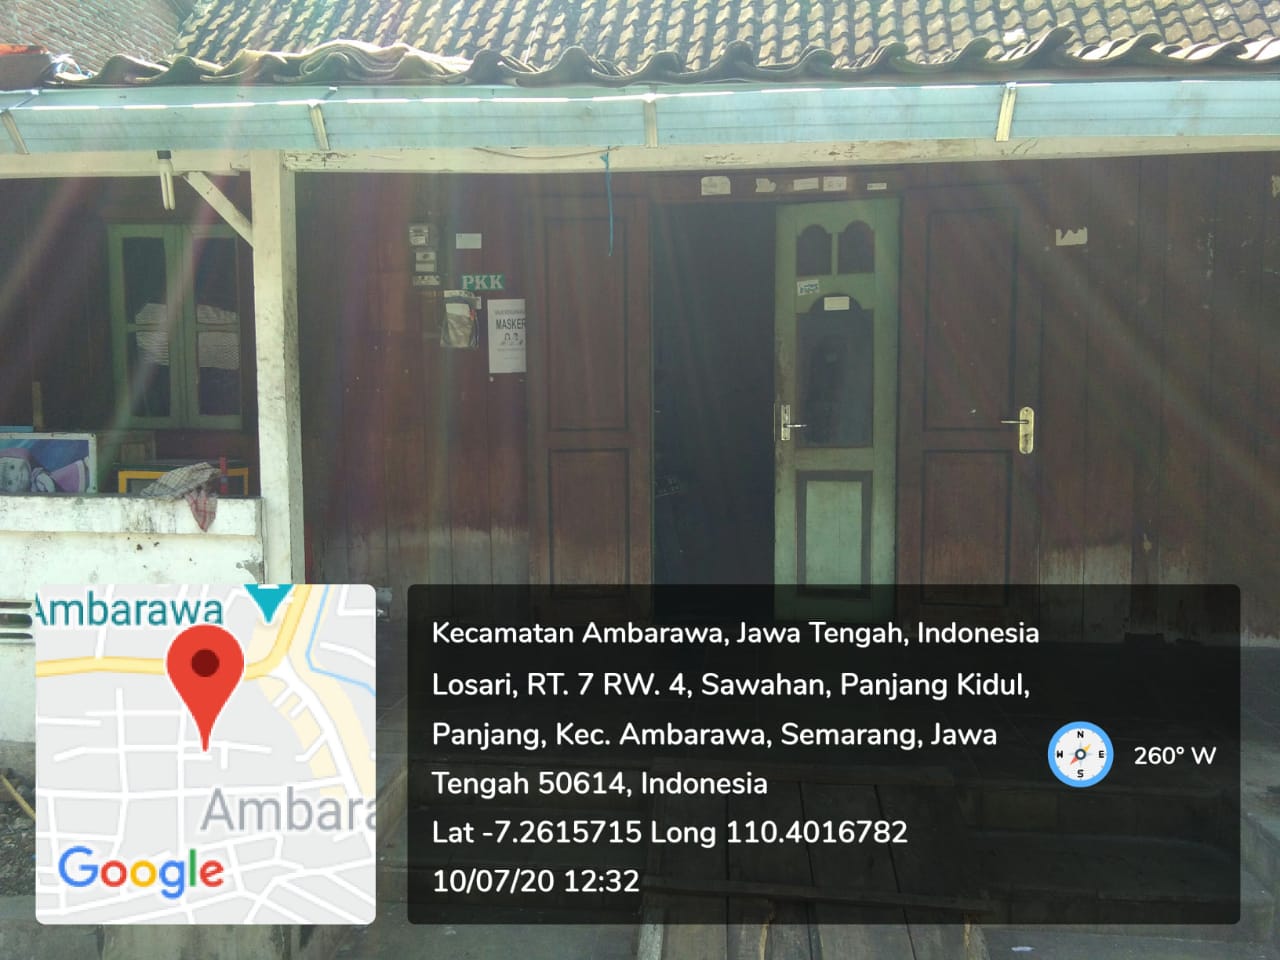 PKK
MASKER
Ambarawa
Ambara
Google
Kecamatan Ambarawa, Jawa Tengah, Indonesia
Losari, RT. 7 RW. 4, Sawahan, Panjang Kidul,
Panjang, Kec. Ambarawa, Semarang, Jawa
Tengah 50614, Indonesia
Lat -7.2615715 Long 110.4016782
10/07/20 12:32
N
W E
S
260° W